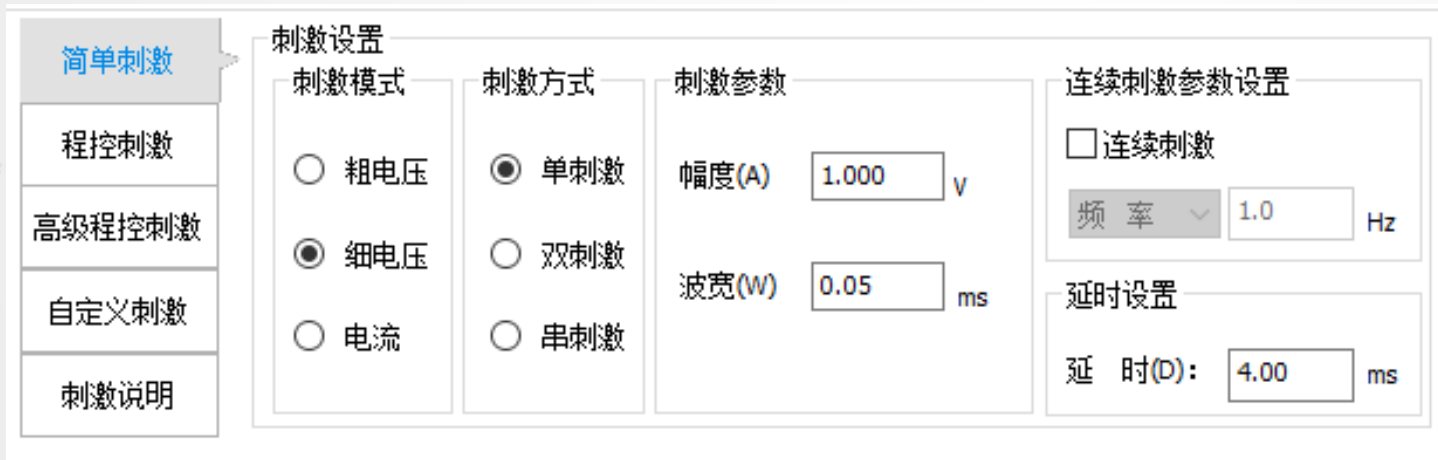 简单刺激
程控刺激
高级程控刺激
自定义刺激
刺激说明
刺激设置
刺激模式
粗电压
细电压
电流
刺激方式
单刺激
双刺激
串刺激
刺激参数
幅度(A) 1.000 V
波宽(W) 0.05 ms
连续刺激参数设置
连续刺激
频 率 1.0 Hz
延时设置
延 时(D): 4.00 ms